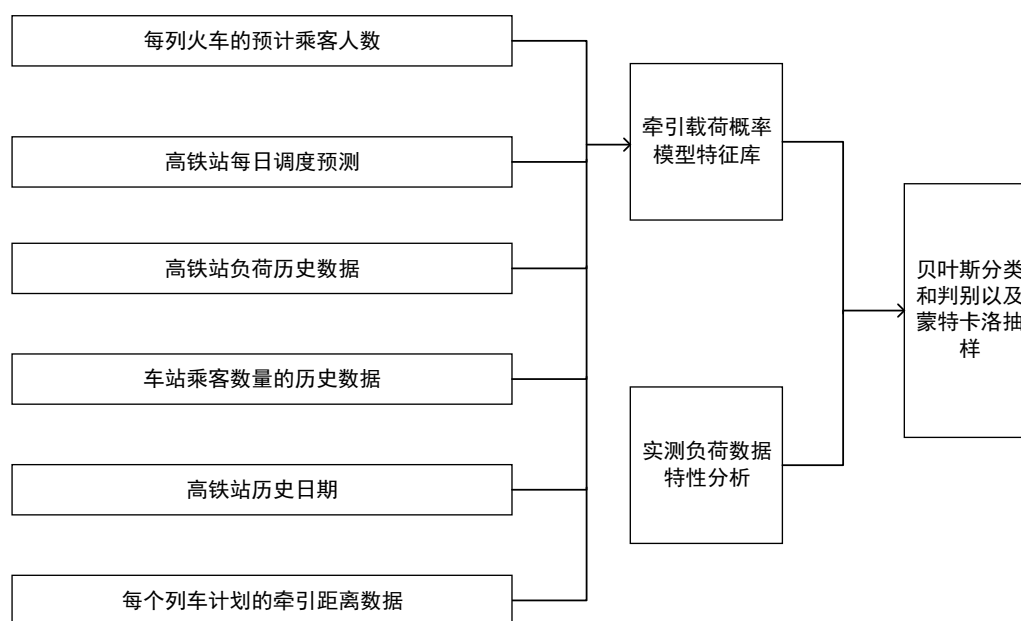 每列火车的预计乘客人数
高铁站每日调度预测
高铁站负荷历史数据
车站乘客数量的历史数据
高铁站历史日期
每个列车计划的牵引距离数据
牵引载荷概率
模型特征库
实测负荷数据
特性分析
贝叶斯分类
和判别以及
蒙特卡洛抽
样